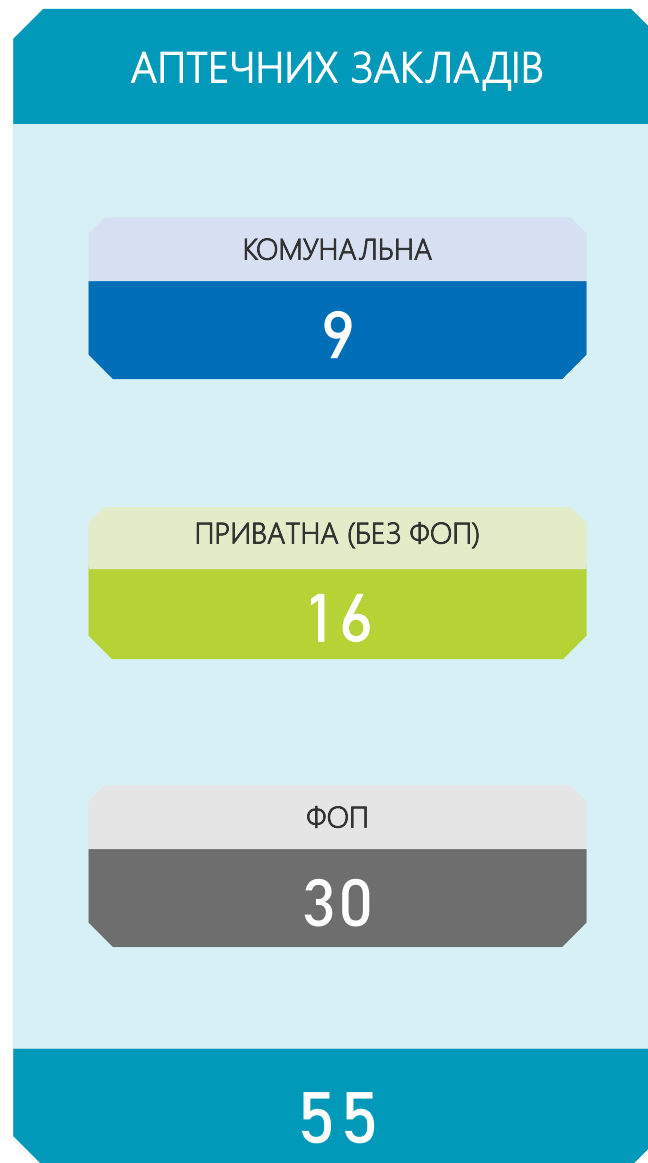 АПТЕЧНИХ ЗАКЛАДІВ
КОМУНАЛЬНА
9
ПРИВАТНА (БЕЗ ФОП)
16
ФОП
30
55